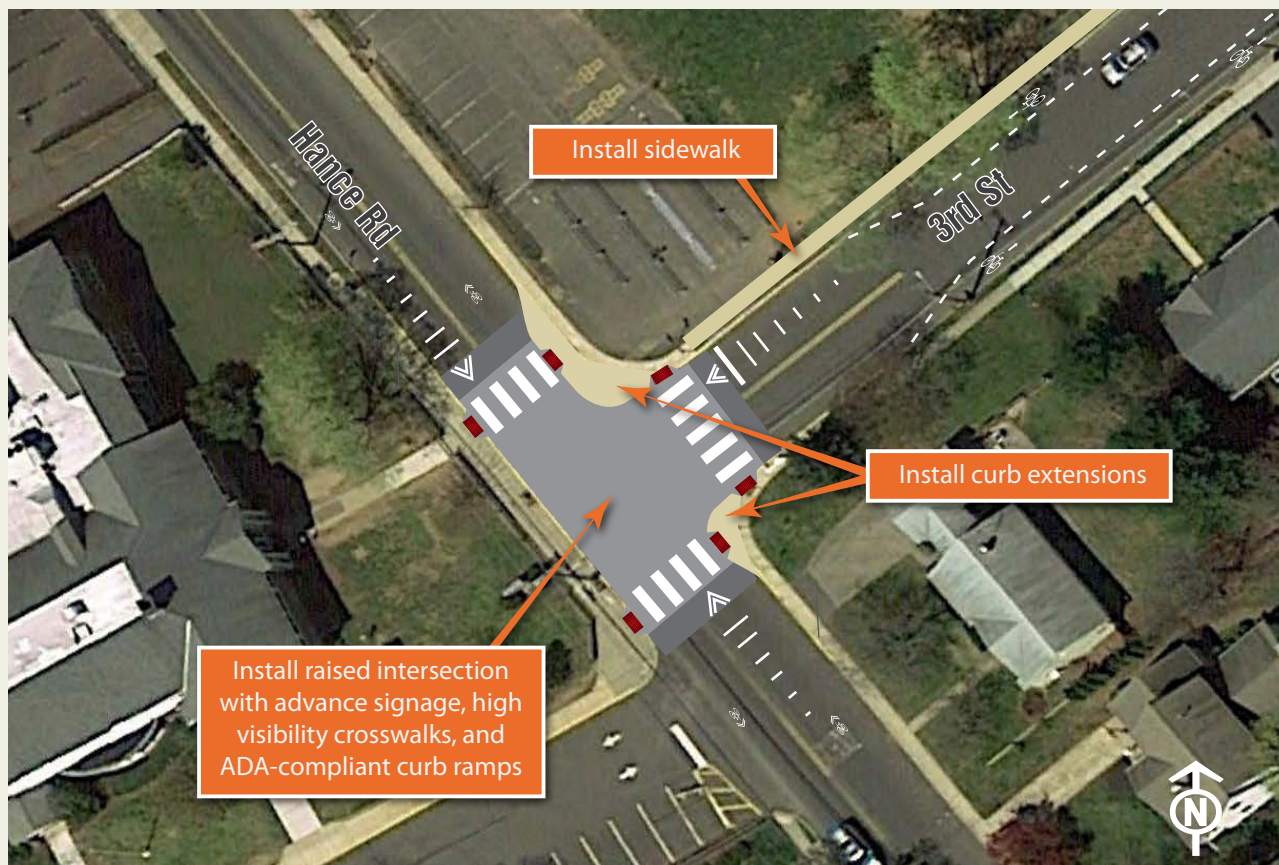 Install sidewalk
Hance Rd
3rd St
Install curb extensions
Install raised intersection
with advance signage, high
visibility crosswalks, and
ADA-compliant curb ramps
N